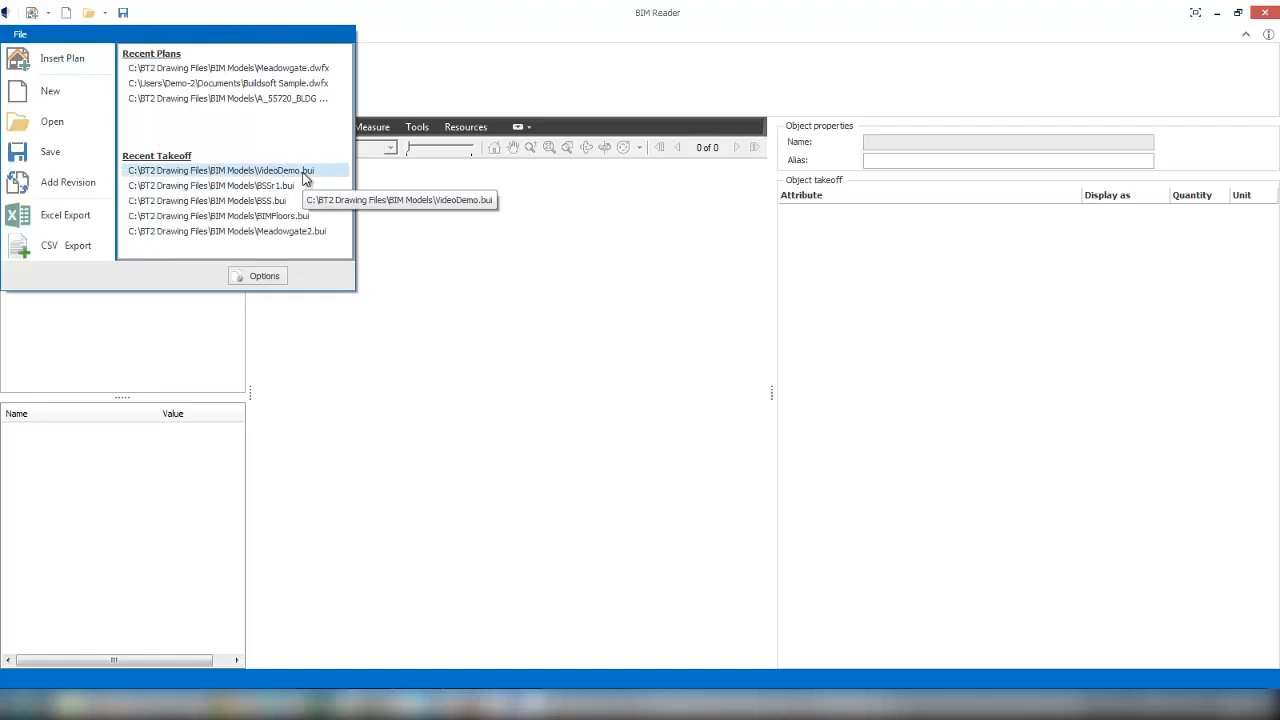 BIM Reader
File
Insert Plan
New
Open
Save
Add Revision
Excel Export
CSV Export
Recent Plans
C:\BT2 Drawing Files\BIM Models\Meadowgate.dwfx
C:\Users\Demo-2\Documents\Buildsoft Sample.dwfx
C:\BT2 Drawing Files\BIM Models\A_55720_BLDG ...
Recent Takeoff
C:\BT2 Drawing Files\BIM Models\VideoDemo.bui
C:\BT2 Drawing Files\BIM Models\BSSr1.bui
C:\BT2 Drawing Files\BIM Models\BSS.bui
C:\BT2 Drawing Files\BIM Models\BIMFloors.bui
C:\BT2 Drawing Files\BIM Models\Meadowgate2.bui
C:\BT2 Drawing Files\BIM Models\VideoDemo.bui
Options
Measure Tools Resources
0 of 0
Object properties
Name:
Alias:
Object takeoff
Attribute Display as Quantity Unit
Name Value